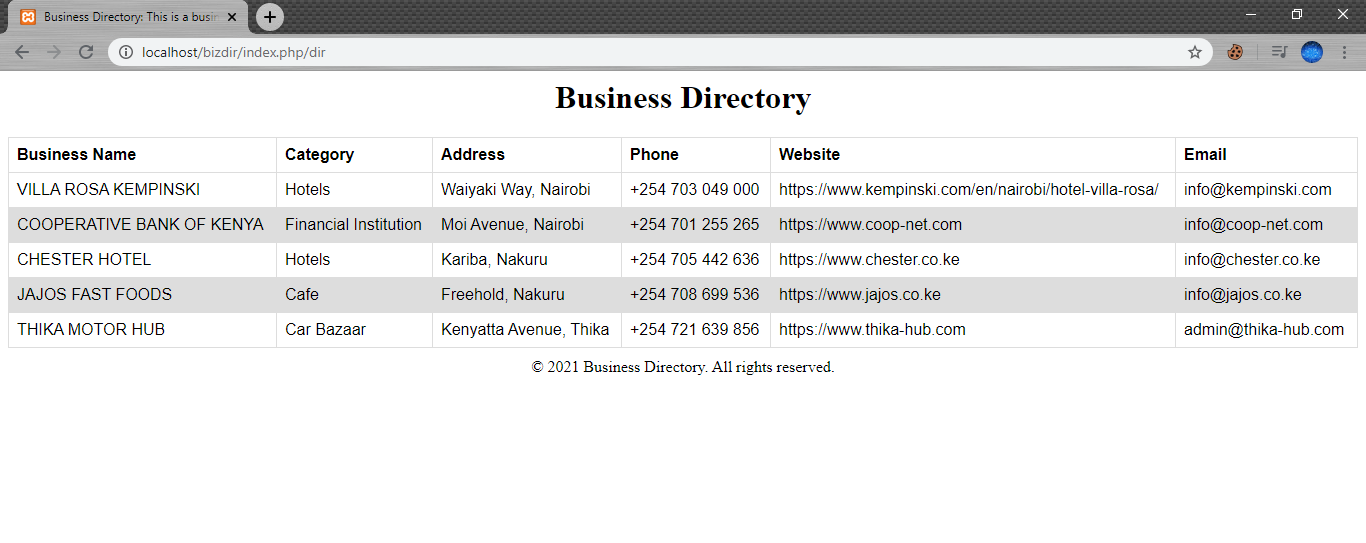 Business Directory: This is a busin
localhost/bizdir/index.php/dir
Business Directory
Business Name Category Address Phone Website Email
VILLA ROSA KEMPINSKI Hotels Waiyaki Way, Nairobi +254 703 049 000 https://www.kempinski.com/en/nairobi/hotel-villa-rosa/ info@kempinski.com
COOPERATIVE BANK OF KENYA Financial Institution Moi Avenue, Nairobi +254 701 255 265 https://www.coop-net.com info@coop-net.com
CHESTER HOTEL Hotels Kariba, Nakuru +254 705 442 636 https://www.chester.co.ke info@chester.co.ke
JAJOS FAST FOODS Cafe Freehold, Nakuru +254 708 699 536 https://www.jajos.co.ke info@jajos.co.ke
THIKA MOTOR HUB Car Bazaar Kenyatta Avenue, Thika +254 721 639 856 https://www.thika-hub.com admin@thika-hub.com
© 2021 Business Directory. All rights reserved.